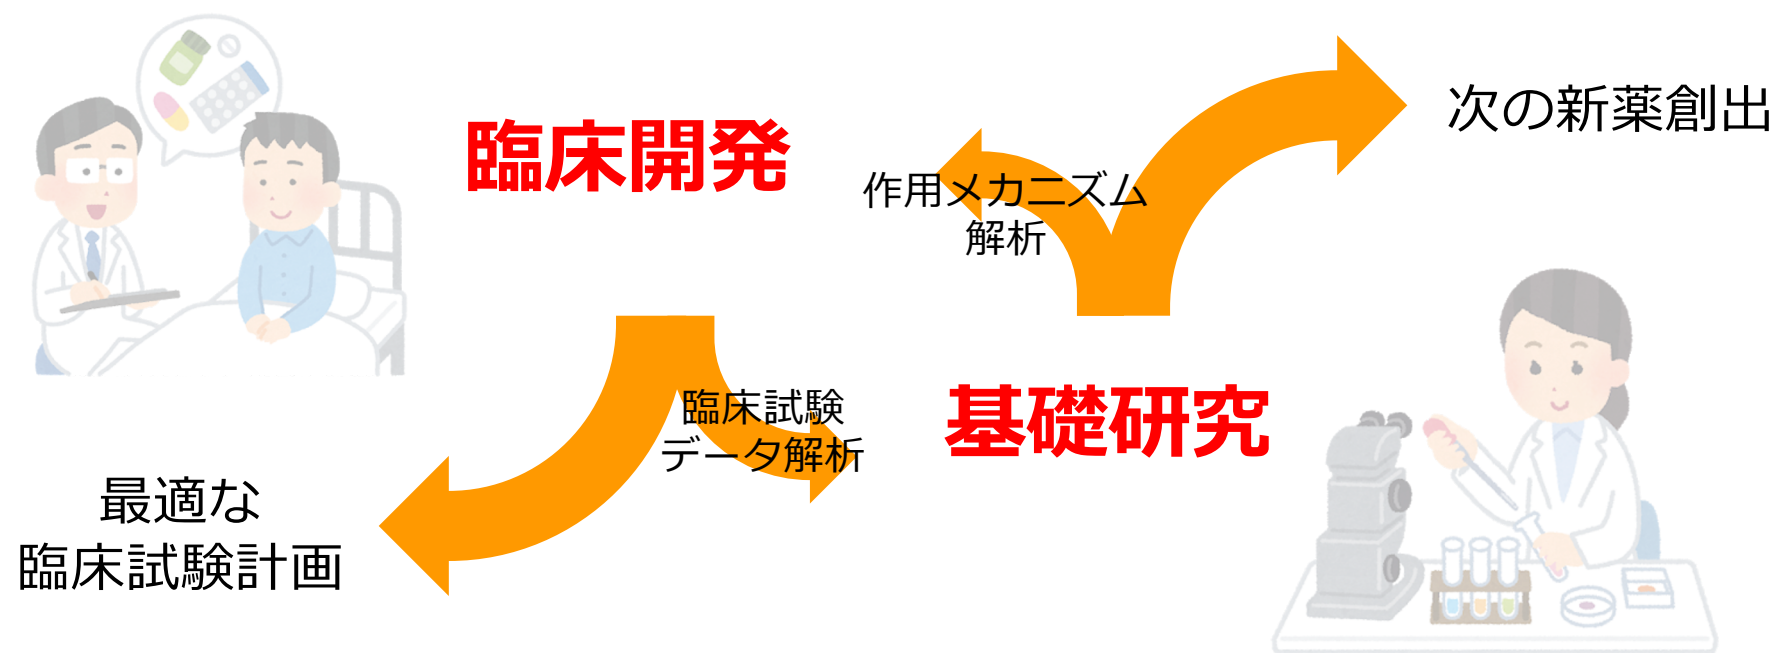 臨床開発
次の新薬創出
作用メカニズム
解析
臨床試験
データ解析
基礎研究
最適な
臨床試験計画